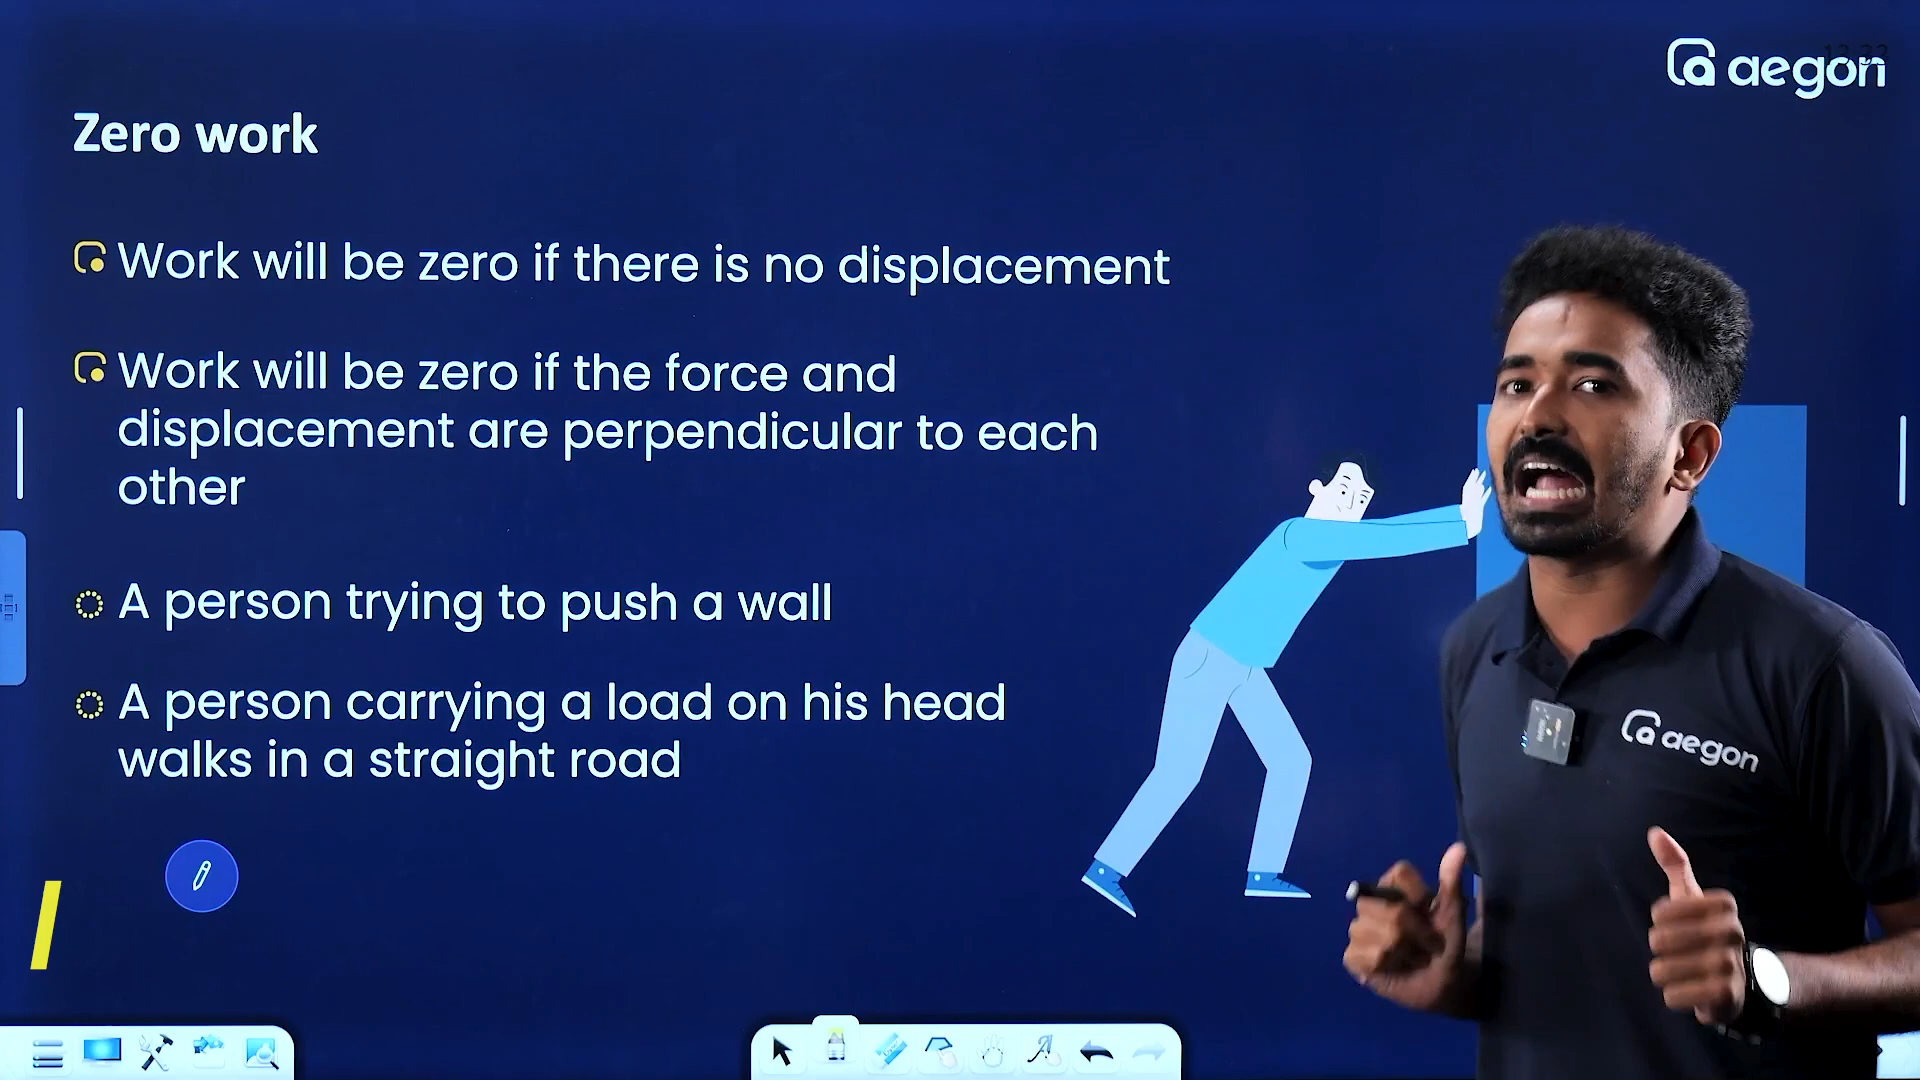 13:32
aegon
Zero work
Work will be zero if there is no displacement
Work will be zero if the force and
displacement are perpendicular to each
other
A person trying to push a wall
A person carrying a load on his head
walks in a straight road
aegon